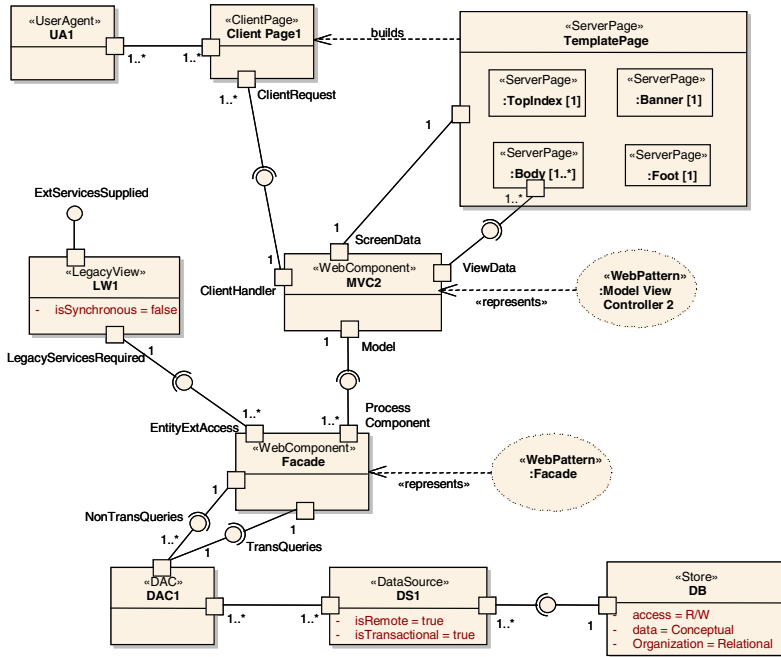 «UserAgent»
UA1
1..*
1..*
«ClientPage»
Client Page1
builds
«ServerPage»
TemplatePage
«ServerPage»
:TopIndex [1]
«ServerPage»
:Banner [1]
«ServerPage»
:Body [1..*]
«ServerPage»
:Foot [1]
1..*
ClientRequest
1
1..*
ExtServicesSupplied
1
ScreenData
1
ClientHandler
ViewData
«LegacyView»
LW1
- isSynchronous = false
«WebComponent»
MVC2
«represents»
«WebPattern»
:Model View
Controller 2
1
Model
LegacyServicesRequired
1
1..*
EntityExtAccess
1..*
Process
Component
«WebComponent»
Facade
«represents»
«WebPattern»
:Facade
1
NonTransQueries
1..*
1
TransQueries
1
«DAC»
DAC1
1..*
1..*
«DataSource»
DS1
- isRemote = true
- isTransactional = true
1..*
1
«Store»
DB
- access = R/W
- data = Conceptual
- Organization = Relational